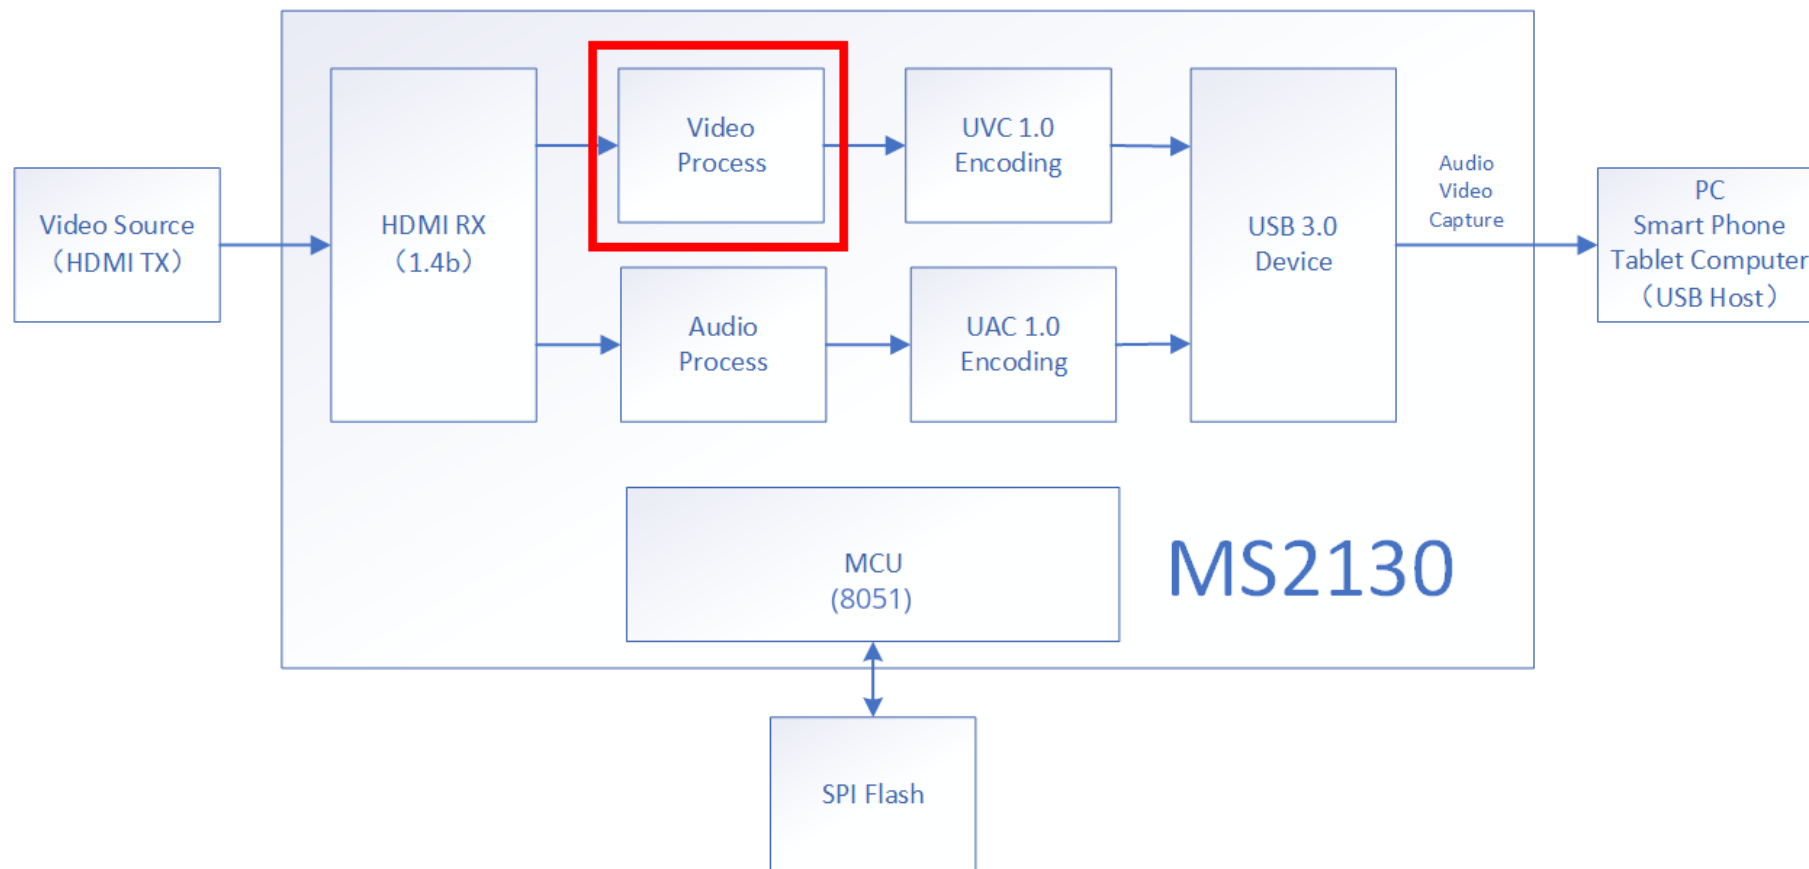 Video Source
（HDMI TX）
HDMI RX
（1.4b）
Video
Process
UVC 1.0
Encoding
Audio
Process
UAC 1.0
Encoding
USB 3.0
Device
Audio
Video
Capture
PC
Smart Phone
Tablet Computer
（USB Host）
MCU
(8051)
MS2130
SPI Flash